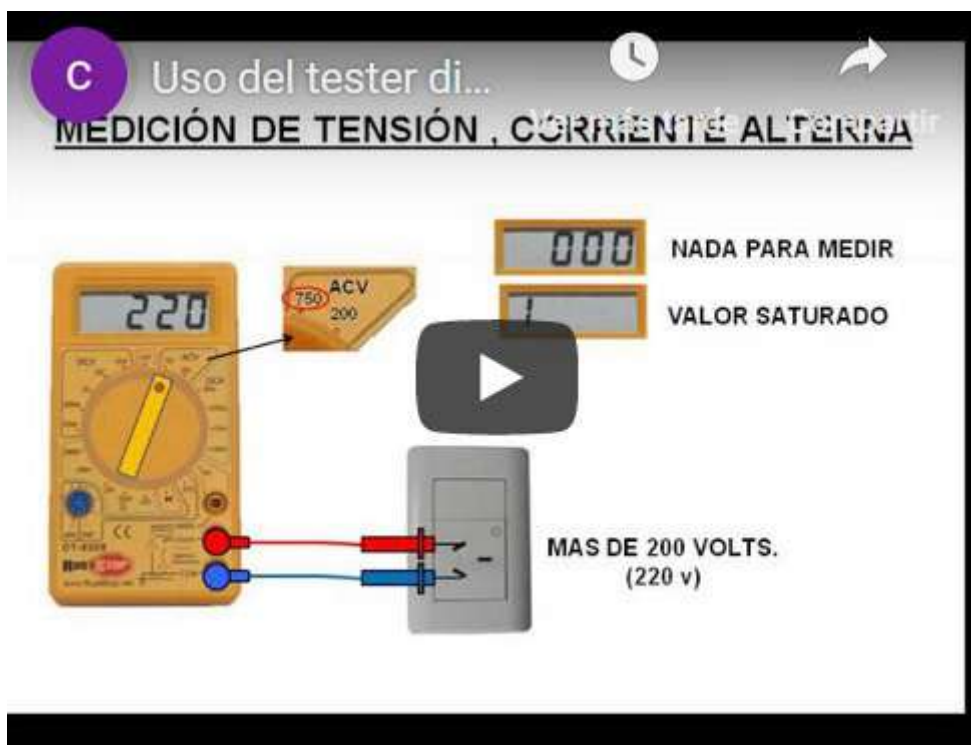 C
Uso del tester di...
MEDICIÓN DE TENSIÓN , CORRIENTE ALTERNA
000
NADA PARA MEDIR
220
750
ACV
200
1
VALOR SATURADO
MAS DE 200 VOLTS.
(220 v)